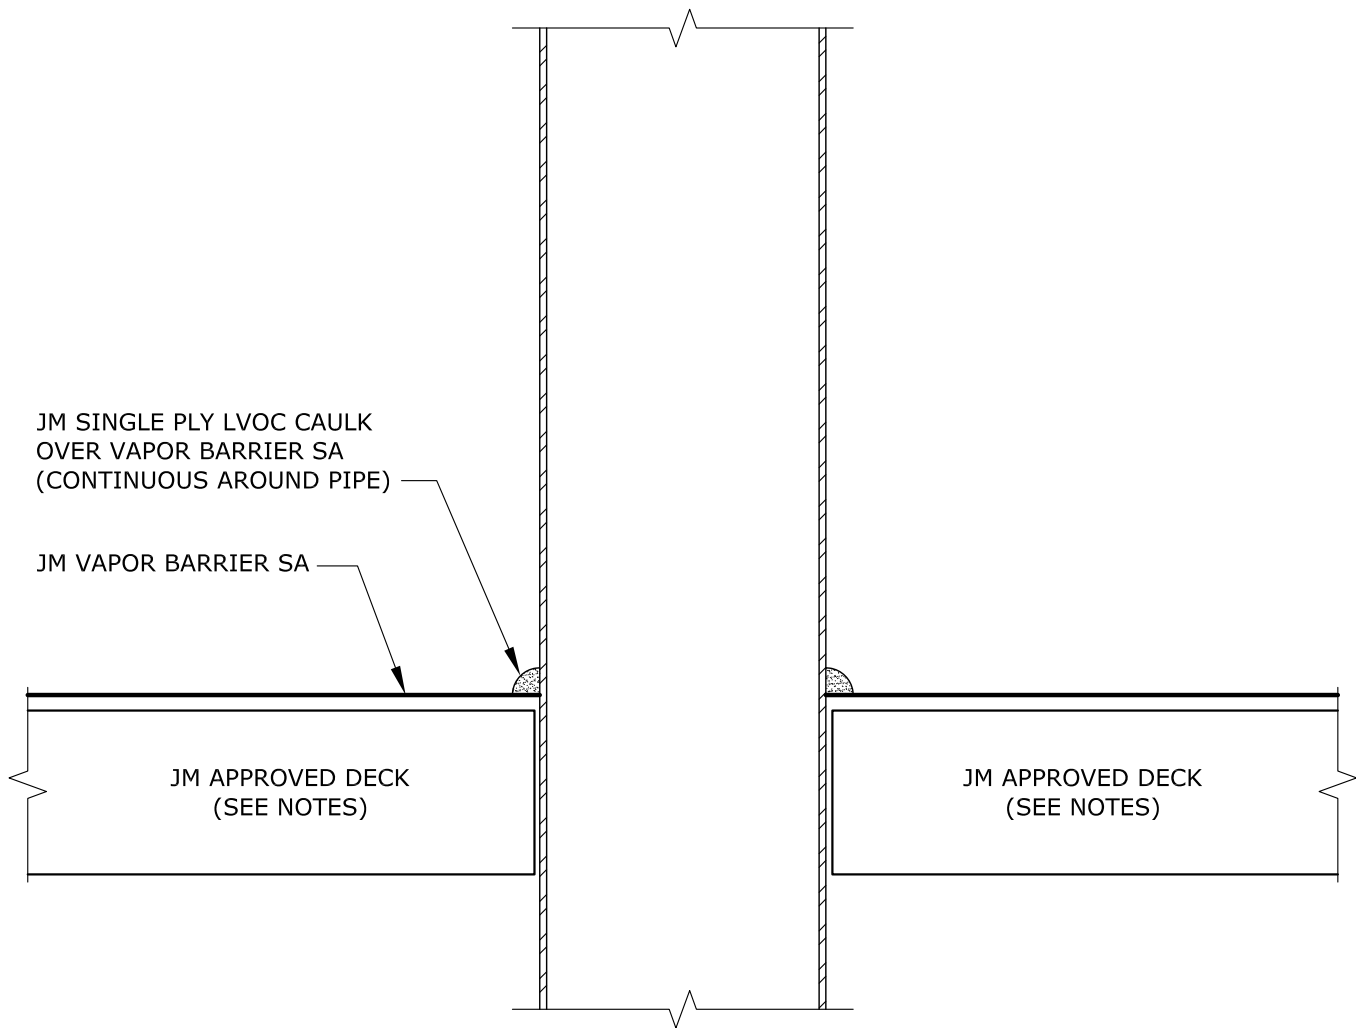 JM SINGLE PLY LVOC CAULK
OVER VAPOR BARRIER SA
(CONTINUOUS AROUND PIPE)
JM VAPOR BARRIER SA
JM APPROVED DECK
(SEE NOTES)
JM APPROVED DECK
(SEE NOTES)